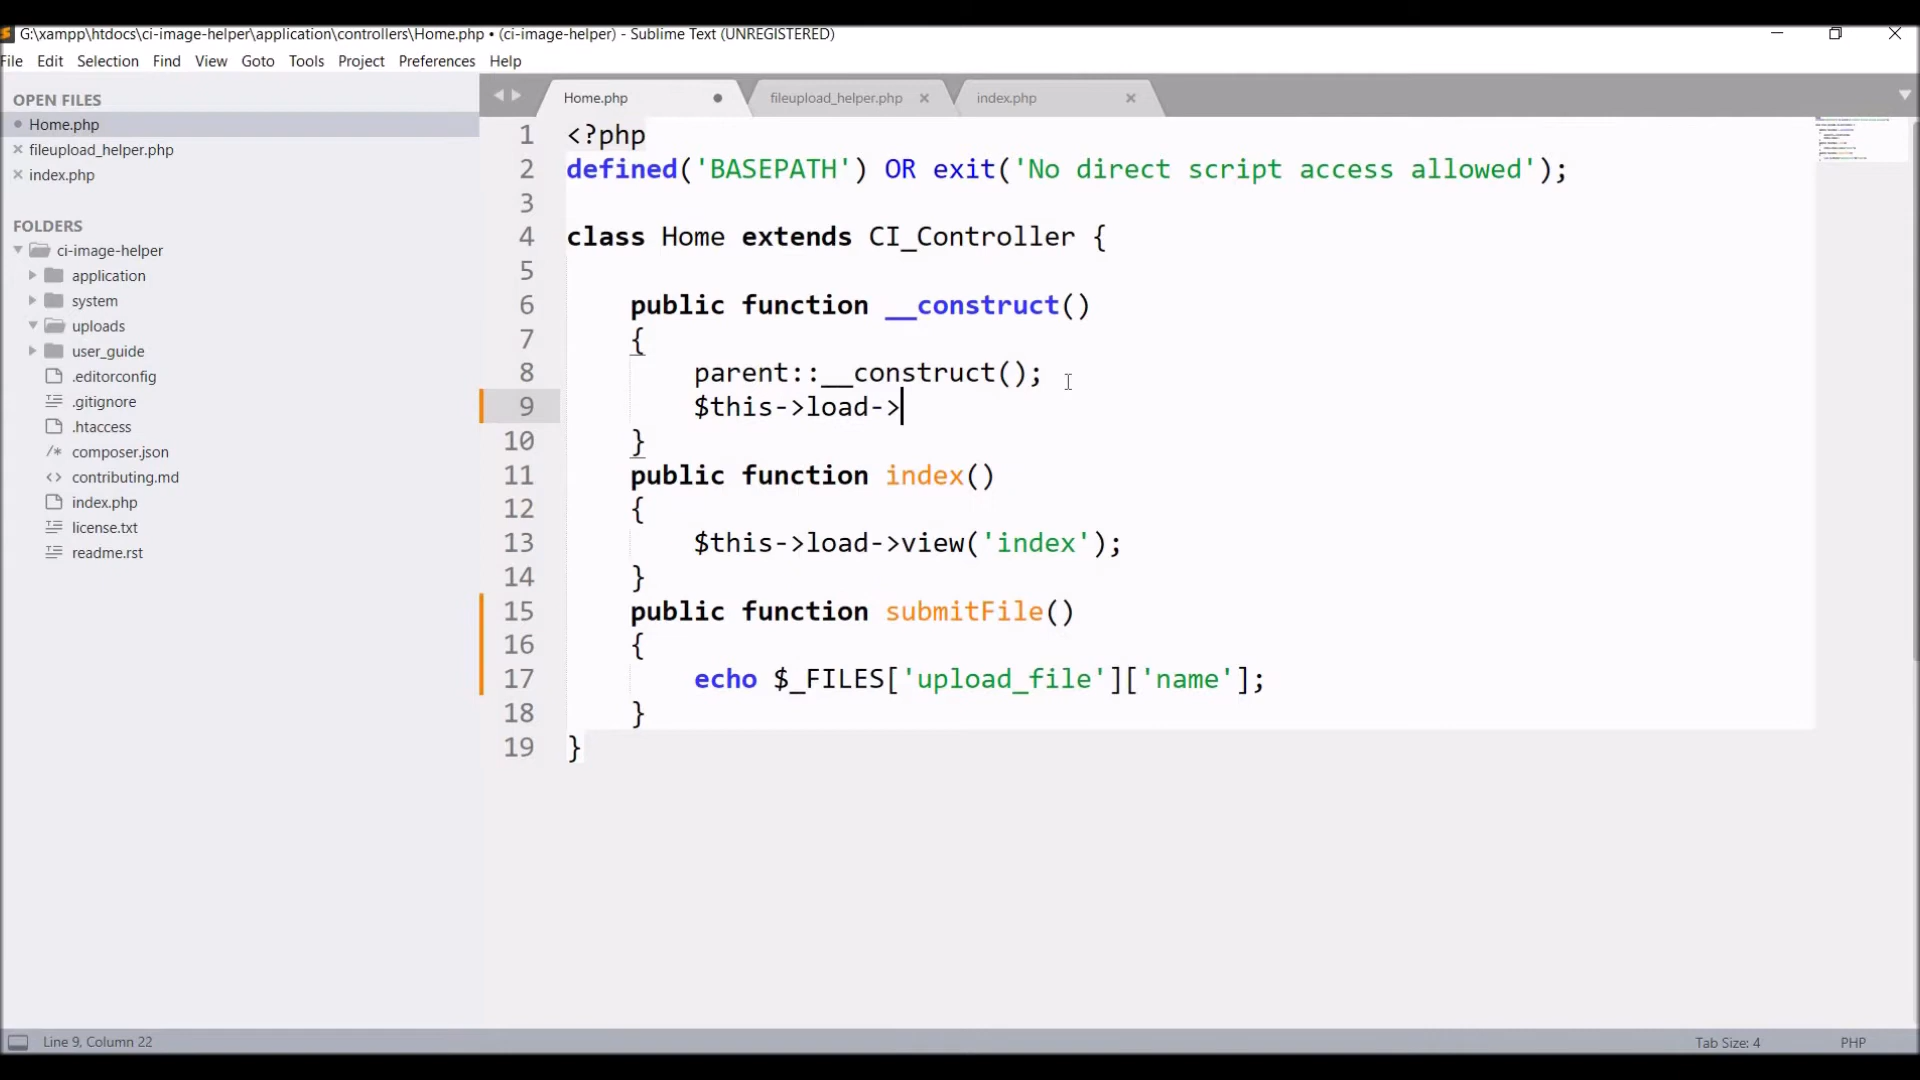 G:\xampp\htdocs\ci-image-helper\application\controllers\Home.php • (ci-image-helper) - Sublime Text (UNREGISTERED)
File Edit Selection Find View Goto Tools Project Preferences Help
OPEN FILES
Home.php
fileupload_helper.php
index.php
FOLDERS
ci-image-helper
application
system
uploads
user_guide
.editorconfig
.gitignore
.htaccess
/* composer.json
<> contributing.md
index.php
license.txt
readme.rst
Home.php fileupload_helper.php index.php
1 <?php
2 defined('BASEPATH') OR exit('No direct script access allowed');
3
4 class Home extends CI_Controller {
5
6 public function __construct()
7 {
8 parent::__construct();
9 $this->load->
10 }
11 public function index()
12 {
13 $this->load->view('index');
14 }
15 public function submitFile()
16 {
17 echo $_FILES['upload_file']['name'];
18 }
19 }
Line 9, Column 22
Tab Size: 4 PHP